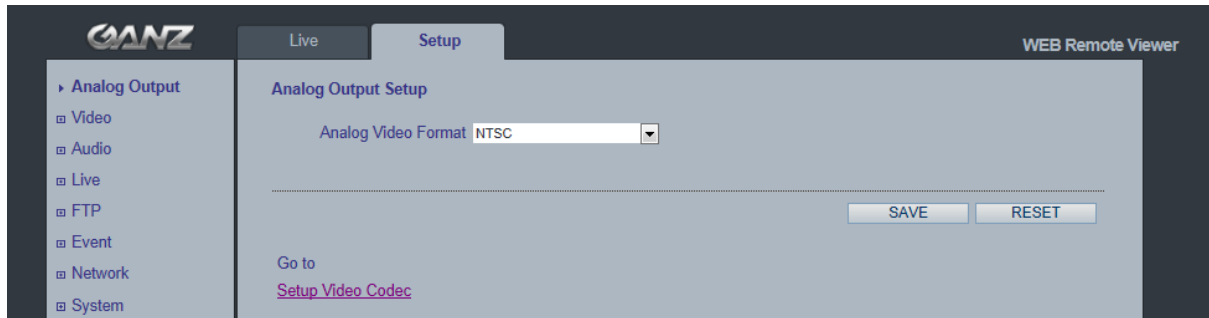 GANZ
Live
Setup
WEB Remote Viewer
Analog Output
Video
Audio
Live
FTP
Event
Network
System
Analog Output Setup
Analog Video Format NTSC
SAVE
RESET
Go to
Setup Video Codec